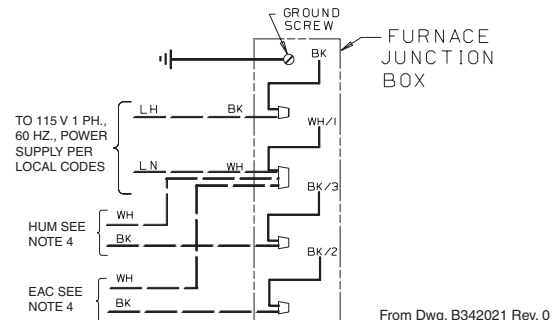 GROUND
SCREW
BK
FURNACE
JUNCTION
BOX
LH
BK
TO 115 V 1 PH.,
60 HZ., POWER
SUPPLY PER
LOCAL CODES
WH/1
LN
WH
BK/3
WH
HUM SEE
NOTE 4
BK
BK/2
WH
EAC SEE
NOTE 4
BK
From Dwg. B342021 Rev. 0